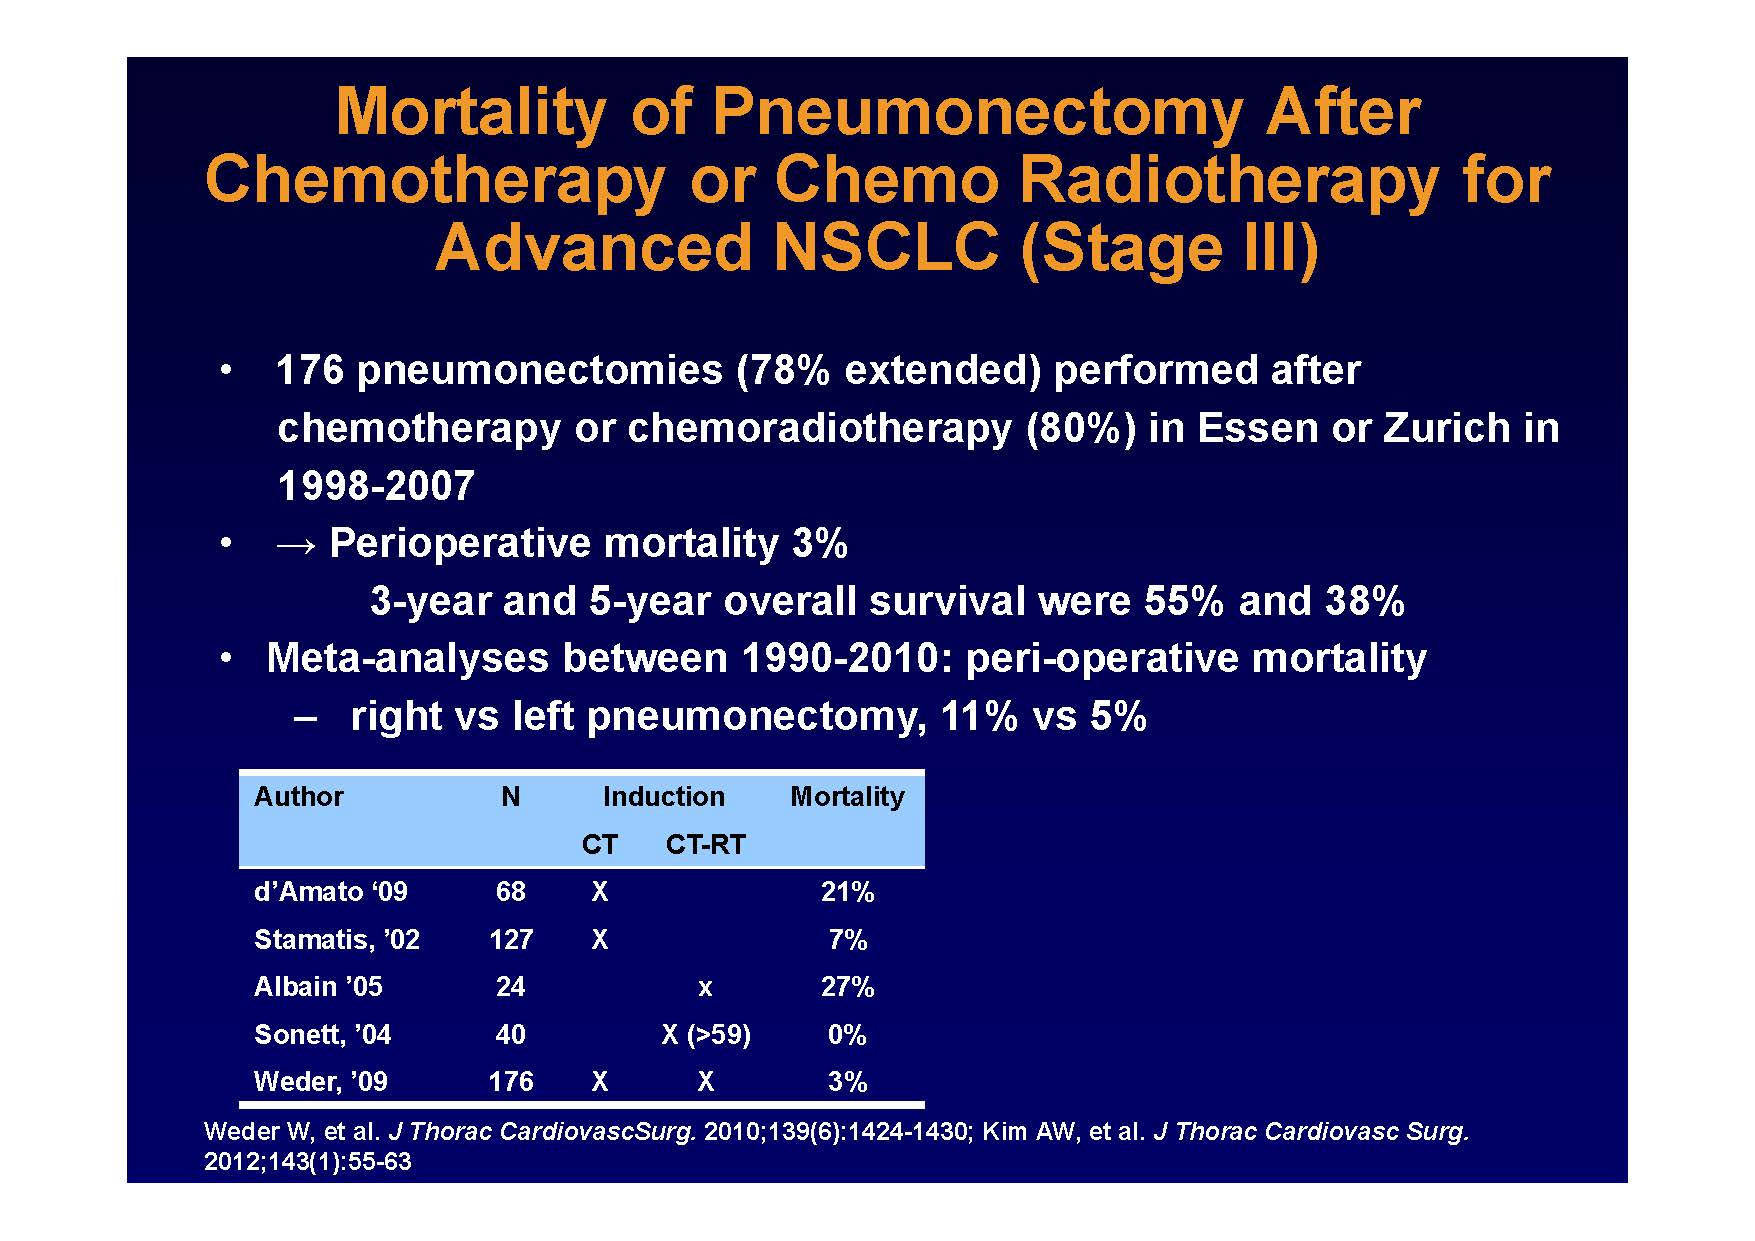 Mortality of Pneumonectomy After
Chemotherapy or Chemo Radiotherapy for
Advanced NSCLC (Stage III)
• 176 pneumonectomies (78% extended) performed after
chemotherapy or chemoradiotherapy (80%) in Essen or Zurich in
1998-2007
• → Perioperative mortality 3%
3-year and 5-year overall survival were 55% and 38%
• Meta-analyses between 1990-2010: peri-operative mortality
– right vs left pneumonectomy, 11% vs 5%
Author N Induction Mortality
CT CT-RT
d’Amato ‘09 68 X 21%
Stamatis, ’02 127 X 7%
Albain ’05 24 x 27%
Sonett, ’04 40 X (>59) 0%
Weder, ’09 176 X X 3%
Weder W, et al. J Thorac CardiovascSurg. 2010;139(6):1424-1430; Kim AW, et al. J Thorac Cardiovasc Surg.
2012;143(1):55-63